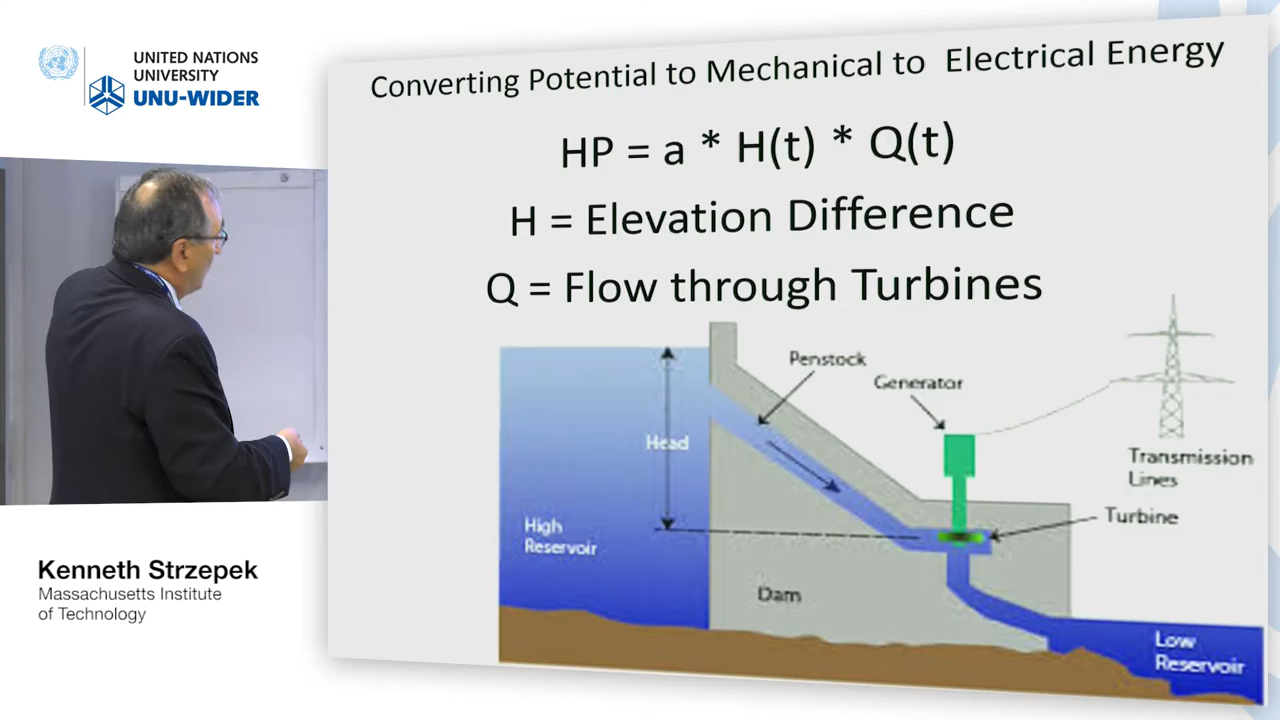 UNITED NATIONS
UNIVERSITY
UNU-WIDER
Converting Potential to Mechanical to Electrical Energy
HP = a * H(t) * Q(t)
H = Elevation Difference
Q = Flow through Turbines
Penstock
Generator
Head
Transmission
Lines
Turbine
High
Reservoir
Dam
Low
Reservoir
Kenneth Strzepek
Massachusetts Institute
of Technology